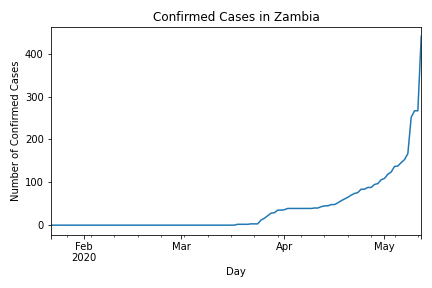 Confirmed Cases in Zambia
Number of Confirmed Cases
400
300
200
100
0
Feb Mar Apr May
2020
Day